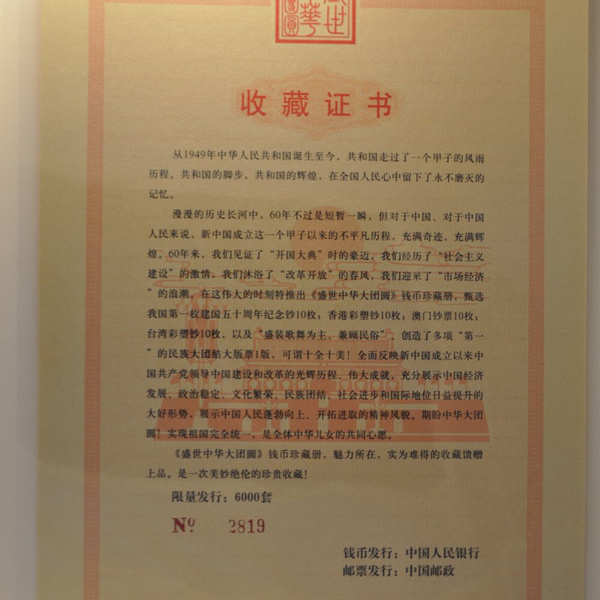 世
華
團圓
收藏证书
从1949年中华人民共和国诞生至今，共和国走过了一个甲子的风雨
历程。共和国的脚步，共和国的辉煌，在全国人民心中留下了永不磨灭的
记忆。
漫漫的历史长河中，60年不过是短暂一瞬，但对于中国、对于中国
人民来说，新中国成立这一个甲子以来的不平凡历程，充满奇迹，充满辉
煌。60年来，我们见证了“开国大典”时的豪迈，我们经历了“社会主义
建设”的激情，我们沐浴了“改革开放”的春风，我们迎来了“市场经济
”的浪潮。在这伟大的时刻特推出《盛世中华大团圆》钱币珍藏册，甄选
我国第一枚建国五十周年纪念钞10枚；香港彩塑钞10枚；澳门钞票10枚；
台湾彩塑钞10枚，以及“盛装歌舞为主、兼顾民俗”；创造了多项“第一
”的民族大团结大版票1版，可谓十全十美！全面反映新中国成立以来中
国共产党领导中国建设和改革的光辉历程、伟大成就，充分展示中国经济
发展、政治稳定、文化繁荣、民族团结、社会进步和国际地位日益提升的
大好形势，展示中国人民蓬勃向上、开拓进取的精神风貌。期盼中华大团
圆！实现祖国完全统一，是全体中华儿女的共同心愿。
《盛世中华大团圆》钱币珍藏册，魅力所在，实为难得的收藏馈赠
上品。是一次美妙绝伦的珍贵收藏！
限量发行：6000套
Nº 2819
钱币发行：中国人民银行
邮票发行：中国邮政